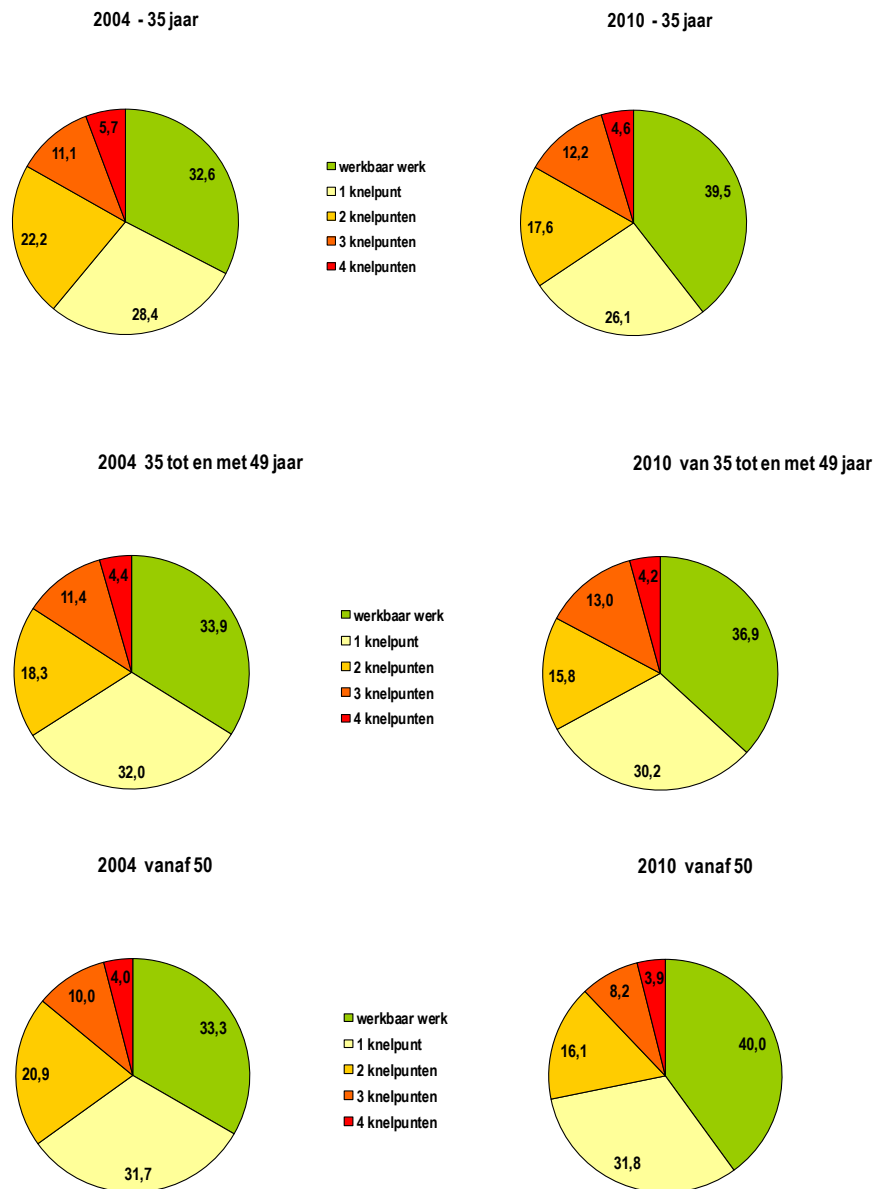 2004 - 35 jaar
2010 - 35 jaar
5,7
11,1
32,6
22,2
28,4
werkbaar werk
1 knelpunt
2 knelpunten
3 knelpunten
4 knelpunten
4,6
12,2
39,5
17,6
26,1
2004 35 tot en met 49 jaar
2010 van 35 tot en met 49 jaar
4,4
11,4
33,9
18,3
32,0
werkbaar werk
1 knelpunt
2 knelpunten
3 knelpunten
4 knelpunten
4,2
13,0
36,9
15,8
30,2
2004 vanaf 50
2010 vanaf 50
4,0
10,0
33,3
20,9
31,7
werkbaar werk
1 knelpunt
2 knelpunten
3 knelpunten
4 knelpunten
3,9
8,2
40,0
16,1
31,8